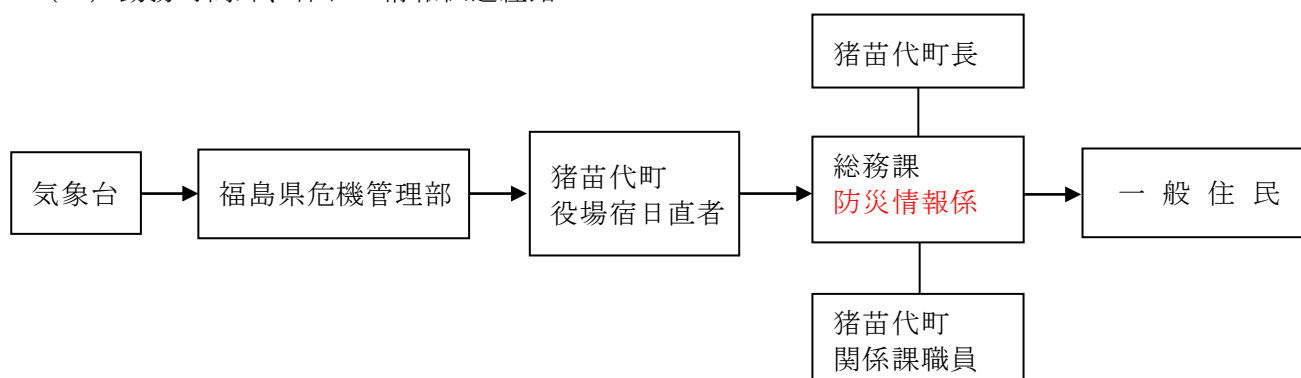 猪苗代町長
気象台
福島県危機管理部
猪苗代町
役場宿日直者
総務課
防災情報係
一般住民
猪苗代町
関係課職員